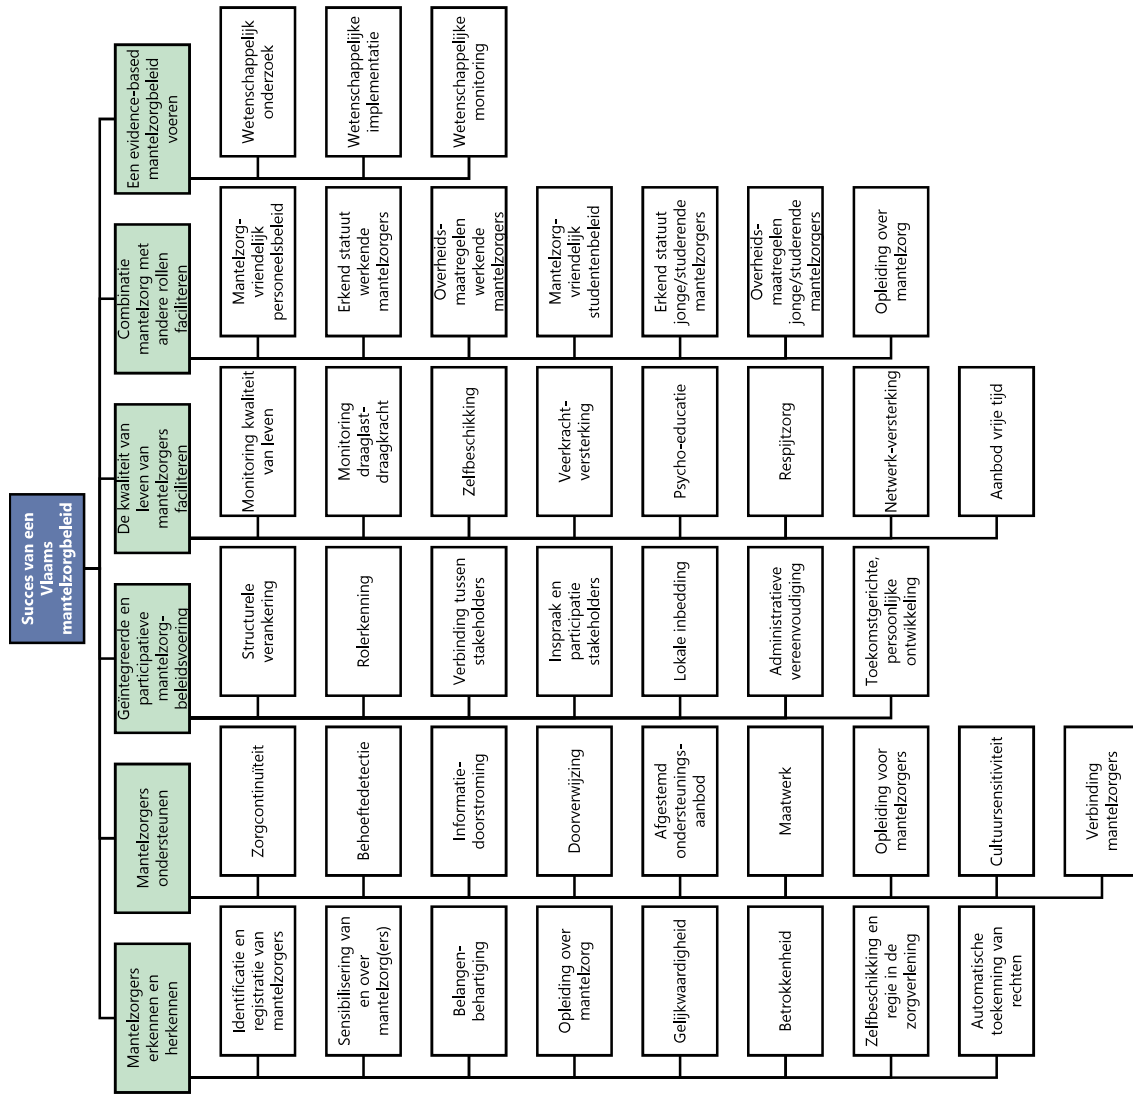 Succes van een
Vlaams
mantelzorgbeleid
Mantelzorgers
erkennen en
herkennen
Identificatie en
registratie van
mantelzorgers
Sensibilisering van
en over
mantelzorg(ers)
Belangen-
behartiging
Opleiding over
mantelzorg
Gelijkwaardigheid
Betrokkenheid
Zelfbeschikking en
regie in de
zorgverlening
Automatische
toekenning van
rechten
Mantelzorgers
ondersteunen
Zorgcontinuïteit
Behoeftedetectie
Informatie-
doorstroming
Doorverwijzing
Afgestemd
ondersteunings-
aanbod
Maatwerk
Opleiding voor
mantelzorgers
Cultuursensitiviteit
Verbinding
mantelzorgers
Geïntegreerde en
participatieve
mantelzorg-
beleidsvoering
Structurele
verankering
Rolerkenning
Verbinding tussen
stakeholders
Inspraak en
participatie
stakeholders
Lokale inbedding
Administratieve
vereenvoudiging
Toekomstgerichte,
persoonlijke
ontwikkeling
De kwaliteit van
leven van
mantelzorgers
faciliteren
Monitoring kwaliteit
van leven
Monitoring
draaglast-
draagkracht
Zelfbeschikking
Veerkracht-
versterking
Psycho-educatie
Respijtzorg
Netwerk-versterking
Aanbod vrije tijd
Combinatie
mantelzorg met
andere rollen
faciliteren
Mantelzorg-
vriendelijk
personeelsbeleid
Erkend statuut
werkende
mantelzorgers
Overheids-
maatregelen
werkende
mantelzorgers
Mantelzorg-
vriendelijk
studentenbeleid
Erkend statuut
jonge/studerende
mantelzorgers
Overheids-
maatregelen
jonge/studerende
mantelzorgers
Opleiding over
mantelzorg
Een evidence-based
mantelzorgbeleid
voeren
Wetenschappelijk
onderzoek
Wetenschappelijke
implementatie
Wetenschappelijke
monitoring